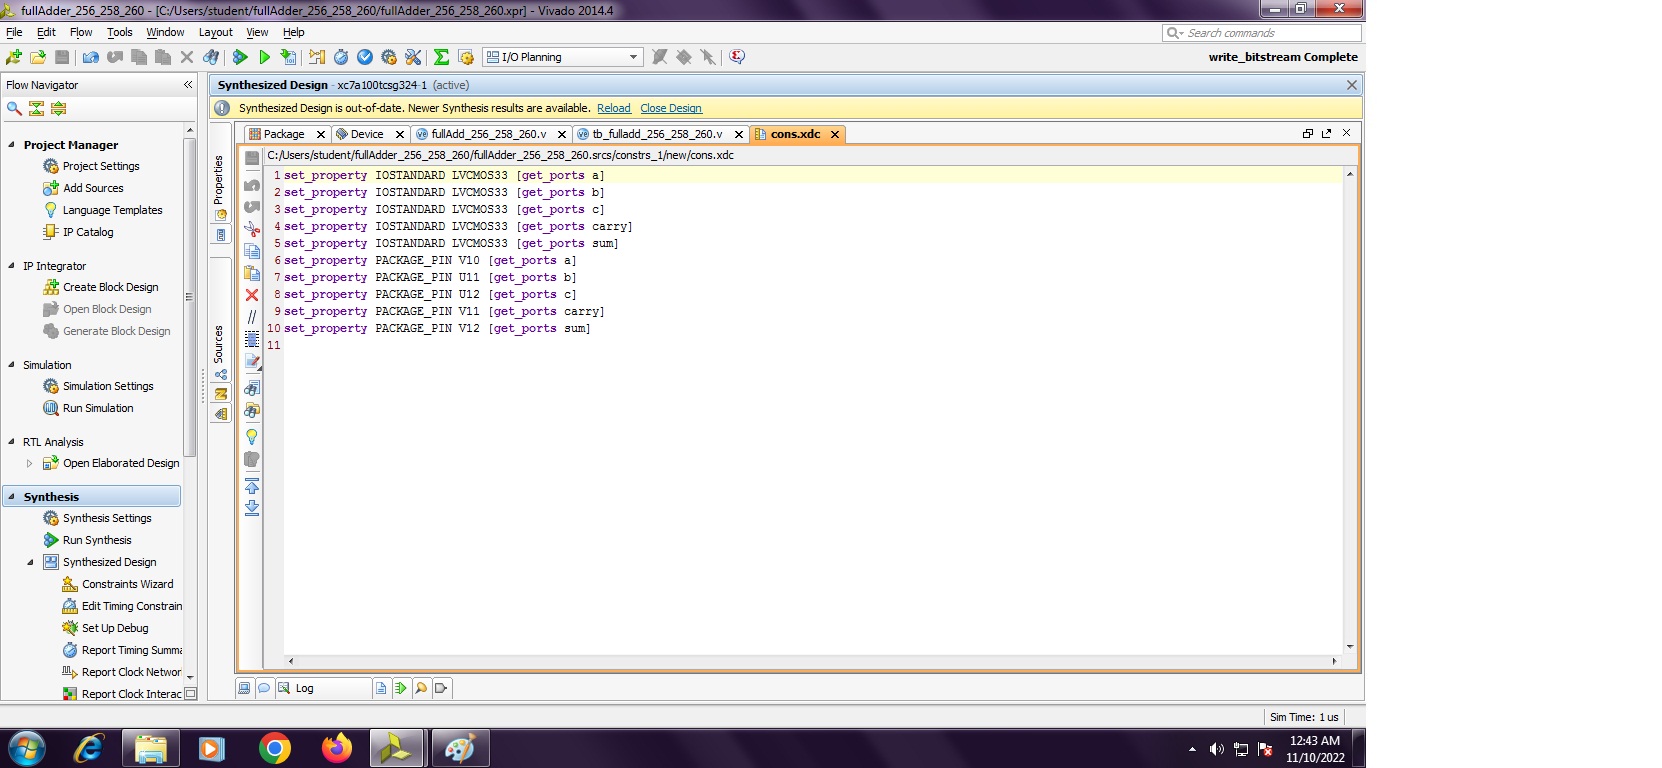 fullAdder_256_258_260 - [C:/Users/student/fullAdder_256_258_260/fullAdder_256_258_260.xpr] - Vivado 2014.4
File Edit Flow Tools Window Layout View Help
Search commands
I/O Planning
write_bitstream Complete
Flow Navigator
Synthesized Design - xc7a100tcsg324-1 (active)
Synthesized Design is out-of-date. Newer Synthesis results are available. Reload Close Design
Package Device fullAdd_256_258_260.v tb_fulladd_256_258_260.v cons.xdc
C:/Users/student/fullAdder_256_258_260/fullAdder_256_258_260.srcs/constrs_1/new/cons.xdc
Project Manager
Project Settings
Add Sources
Language Templates
IP Catalog
IP Integrator
Create Block Design
Open Block Design
Generate Block Design
Simulation
Simulation Settings
Run Simulation
RTL Analysis
Open Elaborated Design
Synthesis
Synthesis Settings
Run Synthesis
Synthesized Design
Constraints Wizard
Edit Timing Constrain
Set Up Debug
Report Timing Summa
Report Clock Networ
Report Clock Interac
Properties
Sources
1 set_property IOSTANDARD LVCMOS33 [get_ports a]
2 set_property IOSTANDARD LVCMOS33 [get_ports b]
3 set_property IOSTANDARD LVCMOS33 [get_ports c]
4 set_property IOSTANDARD LVCMOS33 [get_ports carry]
5 set_property IOSTANDARD LVCMOS33 [get_ports sum]
6 set_property PACKAGE_PIN V10 [get_ports a]
7 set_property PACKAGE_PIN U11 [get_ports b]
8 set_property PACKAGE_PIN U12 [get_ports c]
9 set_property PACKAGE_PIN V11 [get_ports carry]
10 set_property PACKAGE_PIN V12 [get_ports sum]
11
Log
Sim Time: 1 us
12:43 AM
11/10/2022